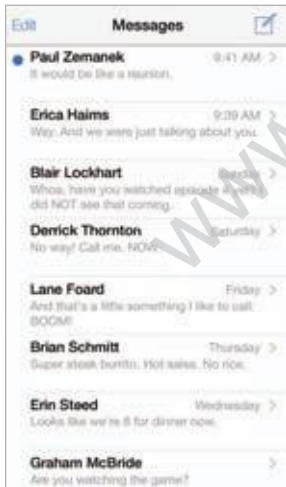 Edit Messages
Paul Zemanek 9:41 AM
It would be like a reunion.
Erica Haims 9:39 AM
Way. And we were just talking about you.
Blair Lockhart Sunday
Whoa, have you watched episode 4 yet? I
did NOT see that coming.
Derrick Thornton Saturday
No way! Call me. NOW
Lane Foard Friday
And that's a little something I like to call:
BOOM!
Brian Schmitt Thursday
Super steak burrito. Hot salsa. No rice.
Erin Steed Wednesday
Looks like we're 8 for dinner now.
Graham McBride
Are you watching the game?